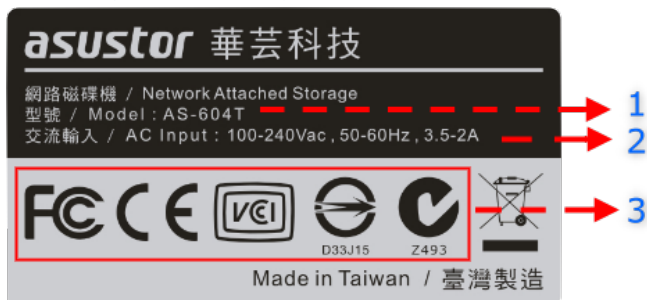 asustor 華芸科技
網路磁碟機 / Network Attached Storage
型號 / Model : AS-604T
1
交流輸入 / AC Input : 100-240Vac , 50-60Hz , 3.5-2A
2
FC CE VCI
3
D33J15 Z493
Made in Taiwan / 臺灣製造